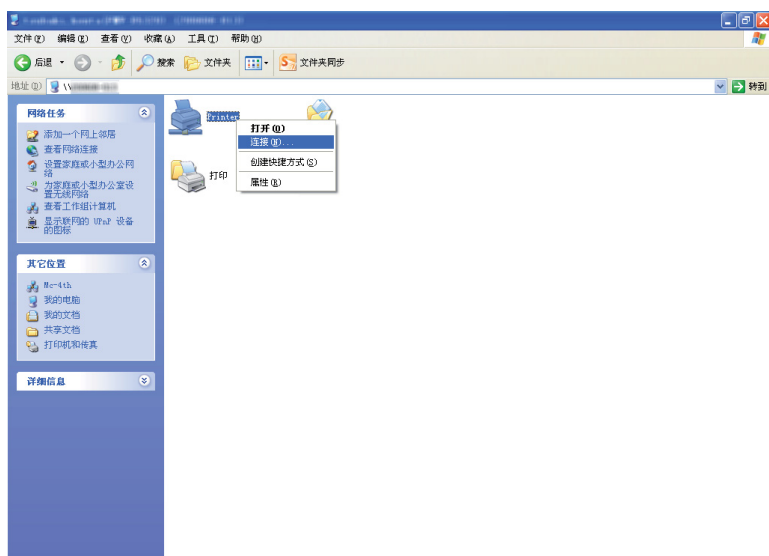 文件(F) 编辑(E) 查看(V) 收藏(A) 工具(T) 帮助(H)
后退 搜索 文件夹 文件夹同步
地址(D) \\ 转到
网络任务
添加一个网上邻居
查看网络连接
设置家庭或小型办公网
络
为家庭或小型办公室设
置无线网络
查看工作组计算机
显示联网的 UPnP 设备
的图标
其它位置
Mc-4th
我的电脑
我的文档
共享文档
打印机和传真
详细信息
Printer
打印
打开(O)
连接(N)...
创建快捷方式(S)
属性(R)